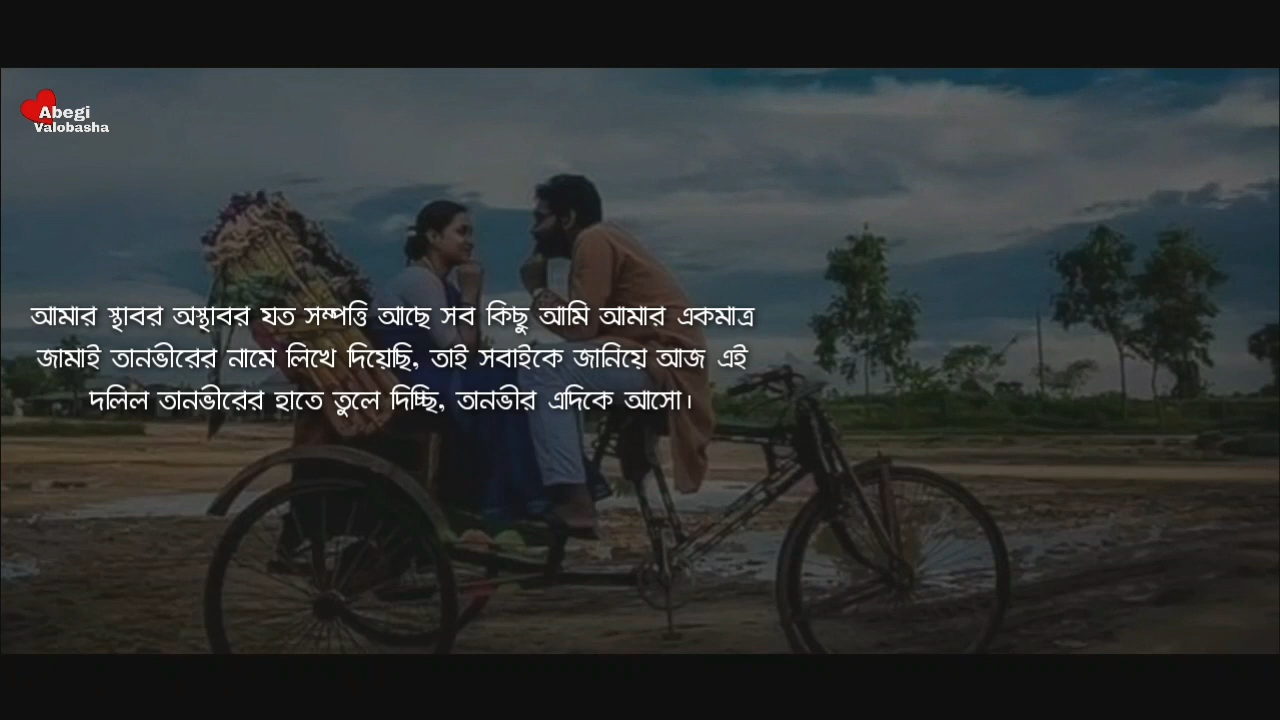 Abegi
Valobasha
আমার স্থাবর অস্থাবর যত সম্পত্তি আছে সব কিছু আমি আমার একমাত্র
জামাই তানভীরের নামে লিখে দিয়েছি, তাই সবাইকে জানিয়ে আজ এই
দলিল তানভীরের হাতে তুলে দিচ্ছি, তানভীর এদিকে আসো।